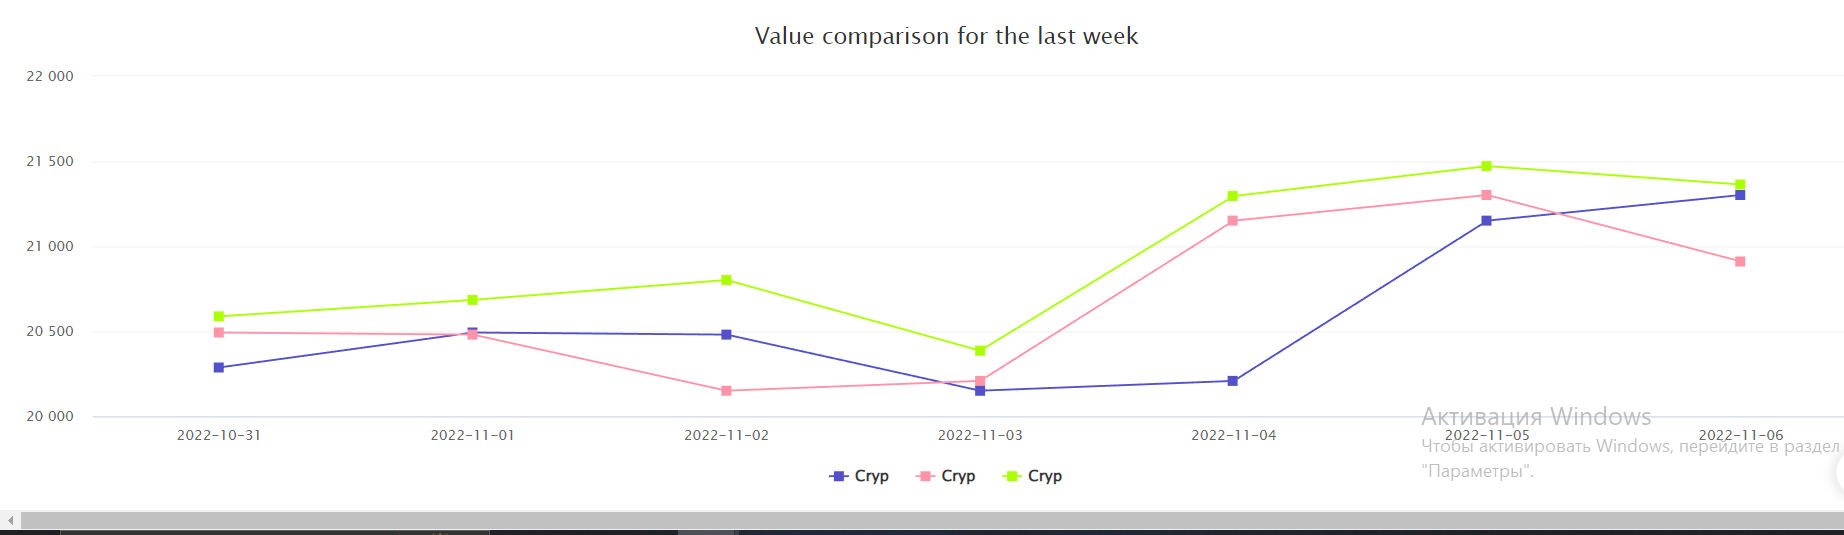 Value comparison for the last week
22 000
21 500
21 000
20 500
20 000
2022-10-31 2022-11-01 2022-11-02 2022-11-03 2022-11-04 2022-11-05 2022-11-06
Cryp Cryp Cryp
Активация Windows
Чтобы активировать Windows, перейдите в раздел
"Параметры".